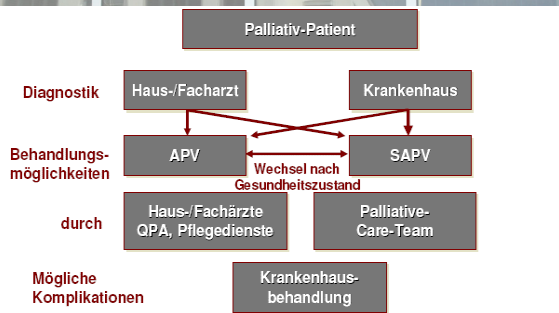 Palliativ-Patient
Diagnostik
Haus-/Facharzt
Krankenhaus
Behandlungs-
möglichkeiten
APV
SAPV
Wechsel nach
Gesundheitszustand
durch
Haus-/Fachärzte
QPA, Pflegedienste
Palliative-
Care-Team
Mögliche
Komplikationen
Krankenhaus-
behandlung